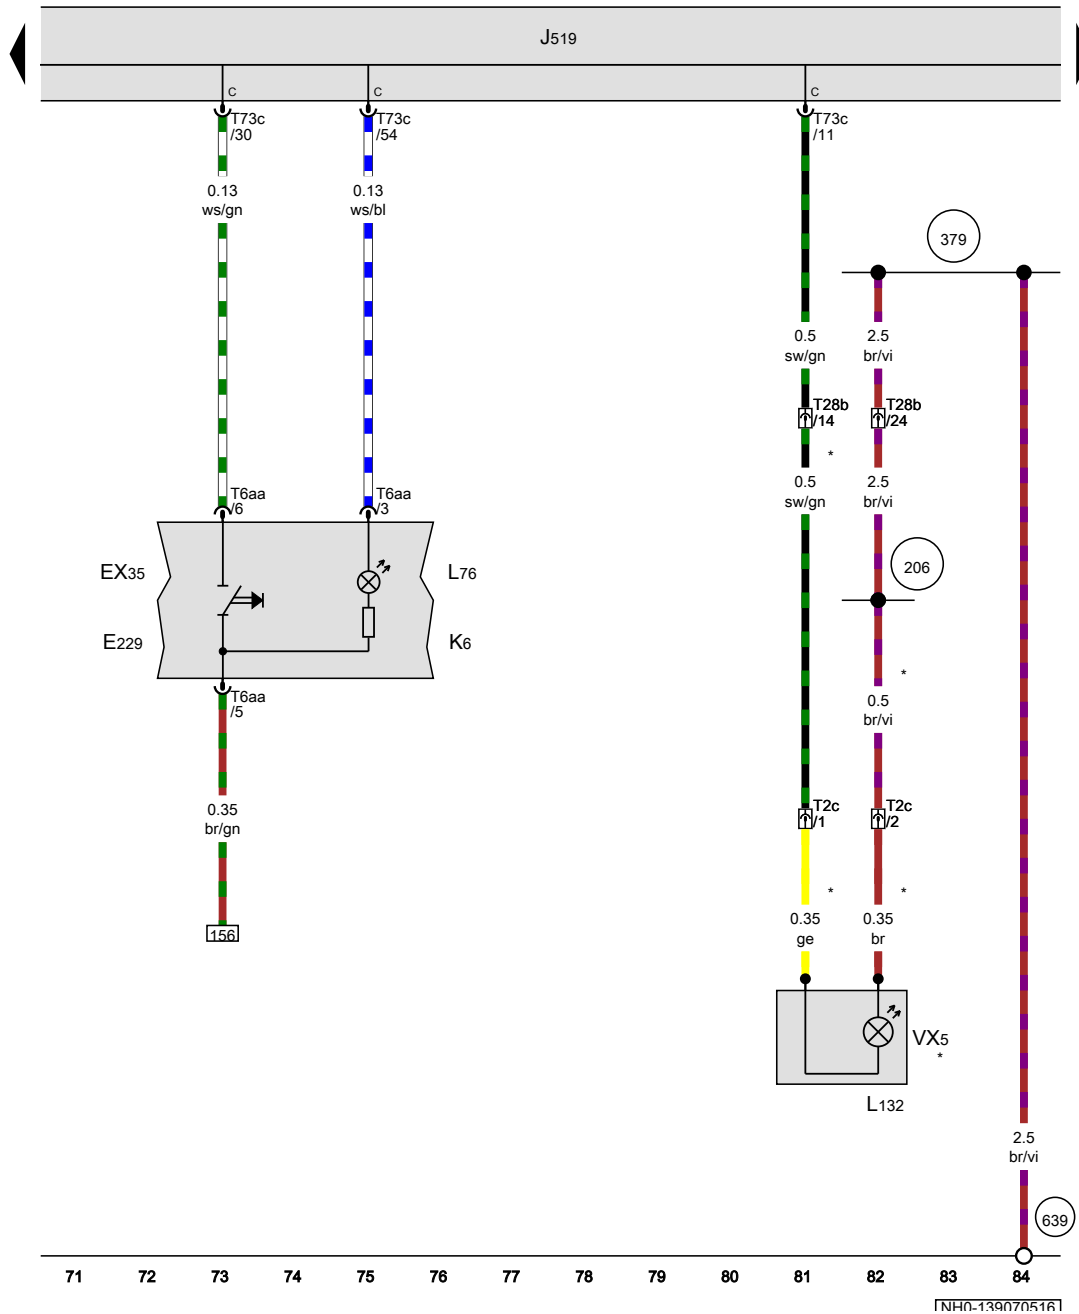 J519
C C C
T73c
/30
T73c
/54
T73c
/11
0.13
ws/gn
0.13
ws/bl
379
0.5
sw/gn
2.5
br/vi
T28b
/14
T28b
/24
*
0.5
sw/gn
2.5
br/vi
T6aa
/6
T6aa
/3
EX35
L76
206
E229
K6
*
T6aa
/5
0.5
br/vi
0.35
br/gn
T2c
/1
T2c
/2
* *
156
0.35
ge
0.35
br
VX5
*
L132
2.5
br/vi
639
71 72 73 74 75 76 77 78 79 80 81 82 83 84
NH0-139070516